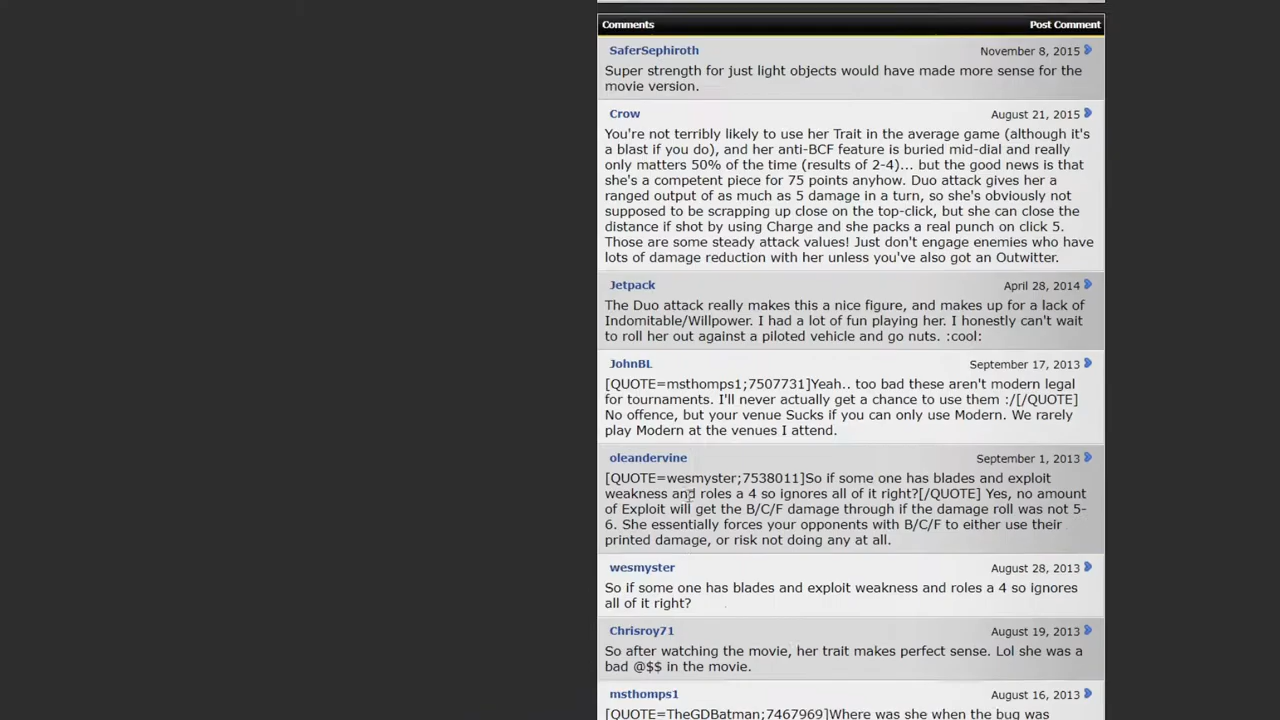 Comments Post Comment
SaferSephiroth November 8, 2015
Super strength for just light objects would have made more sense for the
movie version.
Crow August 21, 2015
You're not terribly likely to use her Trait in the average game (although it's
a blast if you do), and her anti-BCF feature is buried mid-dial and really
only matters 50% of the time (results of 2-4)... but the good news is that
she's a competent piece for 75 points anyhow. Duo attack gives her a
ranged output of as much as 5 damage in a turn, so she's obviously not
supposed to be scrapping up close on the top-click, but she can close the
distance if shot by using Charge and she packs a real punch on click 5.
Those are some steady attack values! Just don't engage enemies who have
lots of damage reduction with her unless you've also got an Outwitter.
Jetpack April 28, 2014
The Duo attack really makes this a nice figure, and makes up for a lack of
Indomitable/Willpower. I had a lot of fun playing her. I honestly can't wait
to roll her out against a piloted vehicle and go nuts. :cool:
JohnBL September 17, 2013
[QUOTE=msthomps1;7507731]Yeah.. too bad these aren't modern legal
for tournaments. I'll never actually get a chance to use them :/[/QUOTE]
No offence, but your venue Sucks if you can only use Modern. We rarely
play Modern at the venues I attend.
oleandervine September 1, 2013
[QUOTE=wesmyster;7538011]So if some one has blades and exploit
weakness and roles a 4 so ignores all of it right?[/QUOTE] Yes, no amount
of Exploit will get the B/C/F damage through if the damage roll was not 5-
6. She essentially forces your opponents with B/C/F to either use their
printed damage, or risk not doing any at all.
wesmyster August 28, 2013
So if some one has blades and exploit weakness and roles a 4 so ignores
all of it right?
Chrisroy71 August 19, 2013
So after watching the movie, her trait makes perfect sense. Lol she was a
bad @$$ in the movie.
msthomps1 August 16, 2013
[QUOTE=TheGDBatman;7467969]Where was she when the bug was